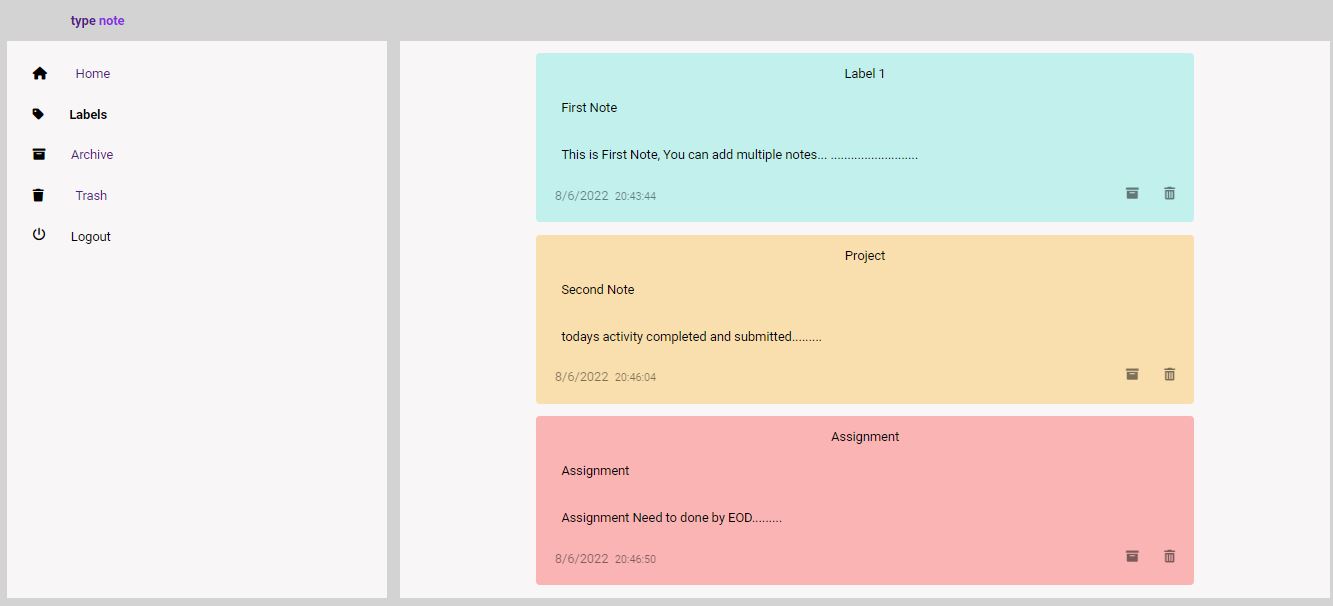 type note
Home
Labels
Archive
Trash
Logout
Label 1
First Note
This is First Note, You can add multiple notes... ..........................
8/6/2022 20:43:44
Project
Second Note
todays activity completed and submitted.........
8/6/2022 20:46:04
Assignment
Assignment
Assignment Need to done by EOD.........
8/6/2022 20:46:50